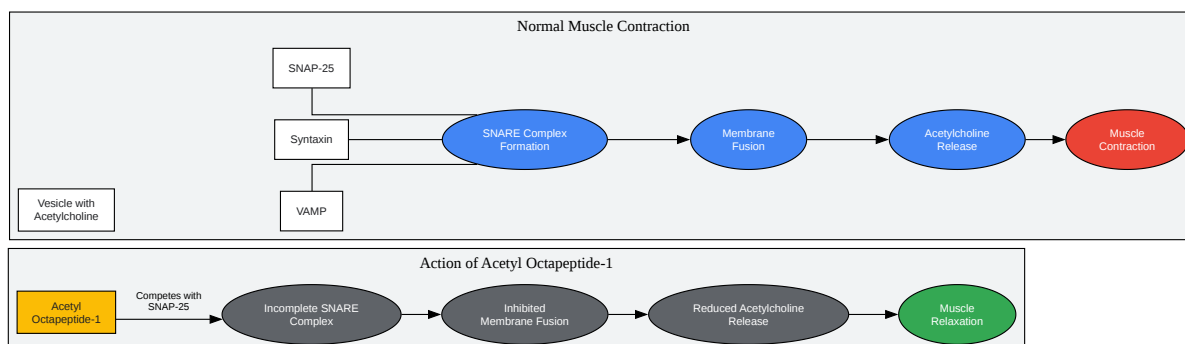 Normal Muscle Contraction
SNAP-25
Syntaxin
VAMP
Vesicle with
Acetylcholine
SNARE Complex
Formation
Membrane
Fusion
Acetylcholine
Release
Muscle
Contraction
Action of Acetyl Octapeptide-1
Acetyl
Octapeptide-1
Competes with
SNAP-25
Incomplete SNARE
Complex
Inhibited
Membrane Fusion
Reduced Acetylcholine
Release
Muscle
Relaxation